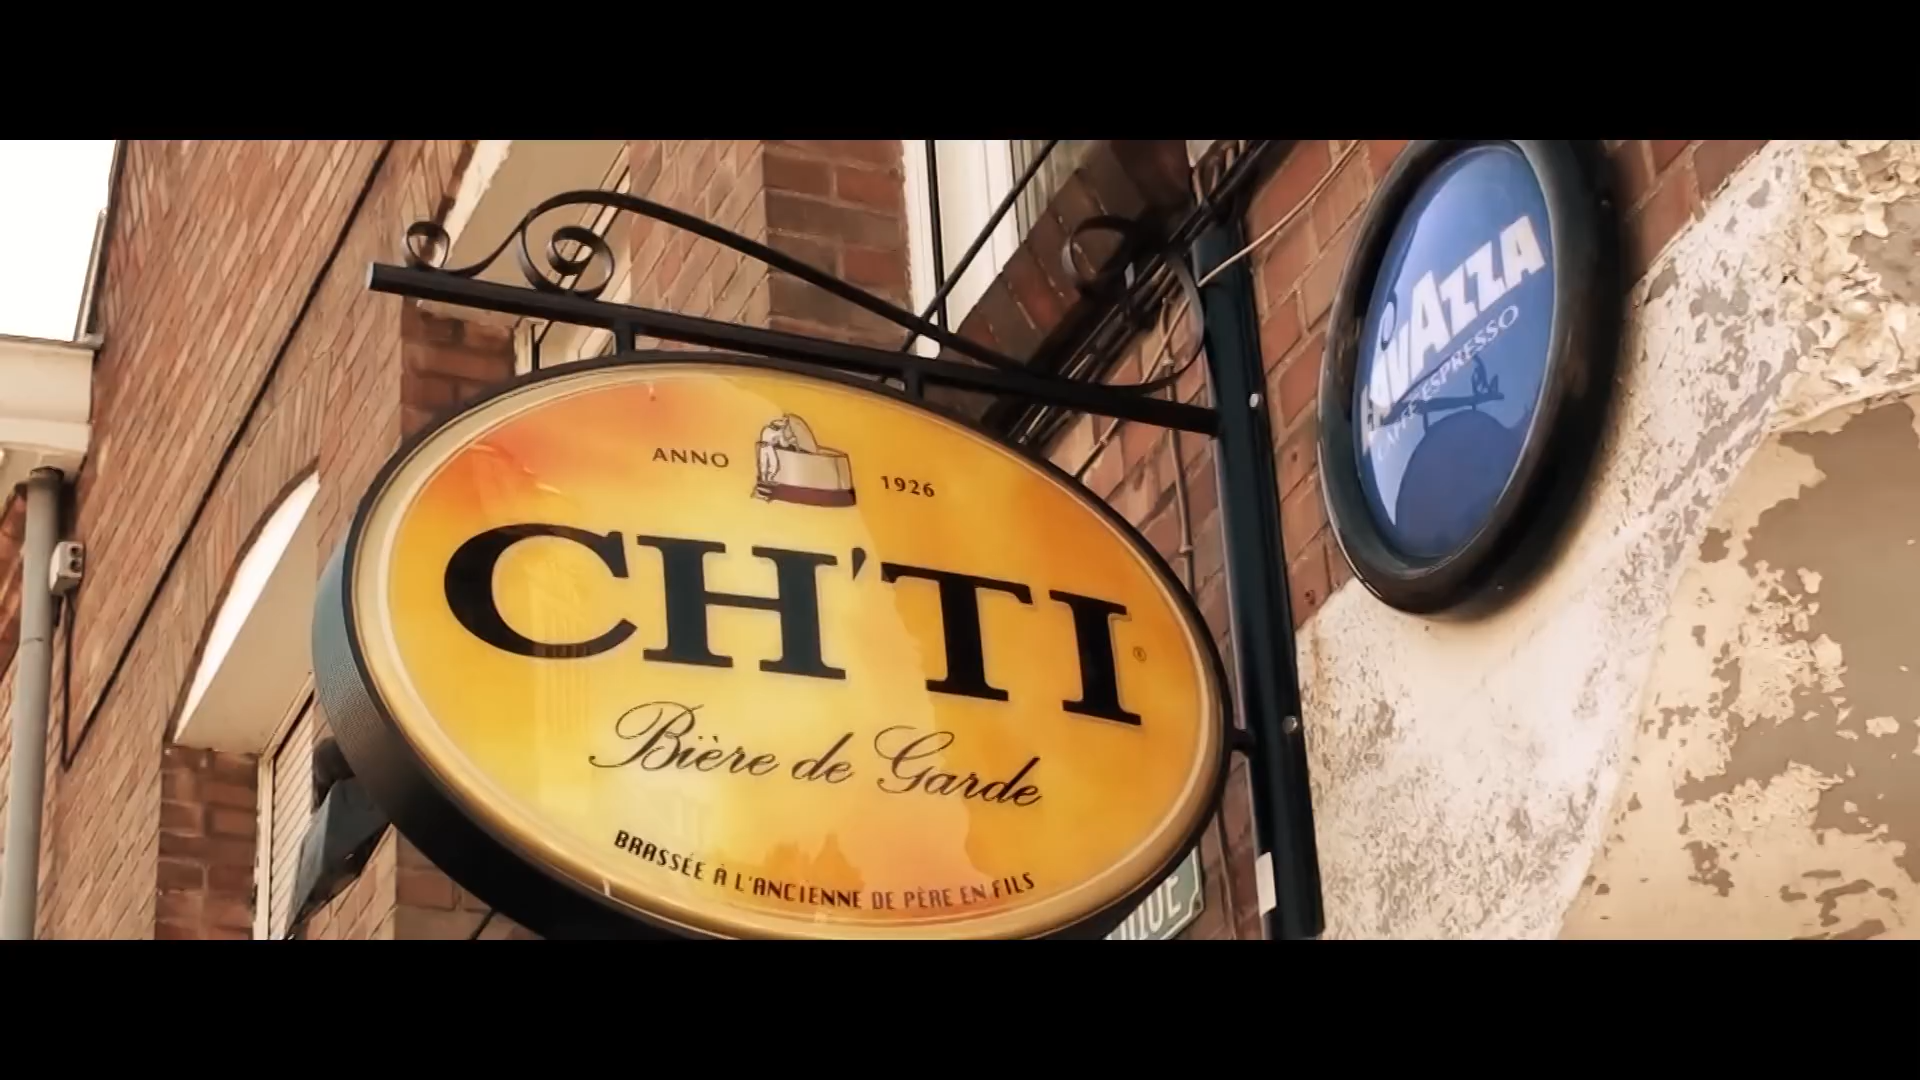 ANNO 1926
CH'TI
®
Bière de Garde
BRASSÉE À L'ANCIENNE DE PÈRE EN FILS
LAVAZZA
CAFFÈ ESPRESSO